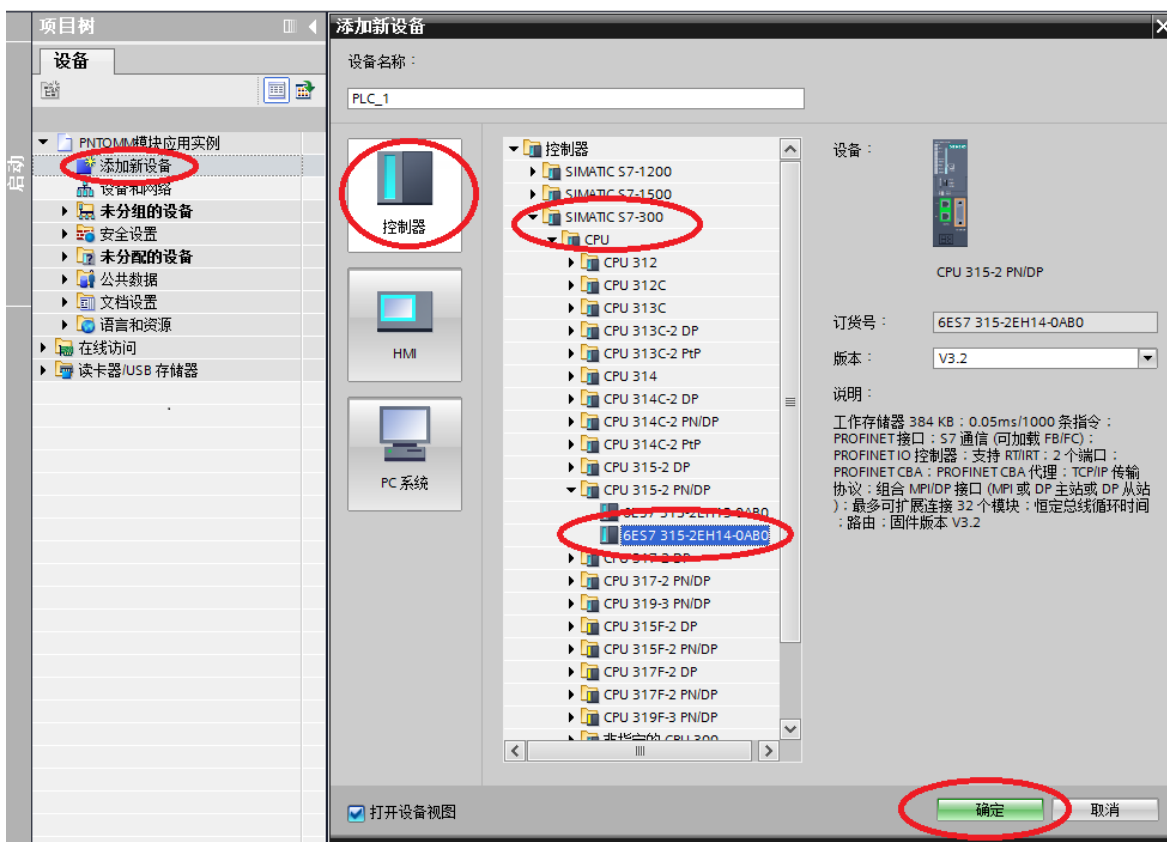 项目树
设备
启动
PNTOMM模块应用实例
添加新设备
设备和网络
未分组的设备
安全设置
未分配的设备
公共数据
文档设置
语言和资源
在线访问
读卡器/USB 存储器
添加新设备
设备名称：
PLC_1
控制器
HMI
PC 系统
控制器
SIMATIC S7-1200
SIMATIC S7-1500
SIMATIC S7-300
CPU
CPU 312
CPU 312C
CPU 313C
CPU 313C-2 DP
CPU 313C-2 PtP
CPU 314
CPU 314C-2 DP
CPU 314C-2 PN/DP
CPU 314C-2 PtP
CPU 315-2 DP
CPU 315-2 PN/DP
6ES7 315-2EH13-0AB0
6ES7 315-2EH14-0AB0
CPU 317-2 DP
CPU 317-2 PN/DP
CPU 319-3 PN/DP
CPU 315F-2 DP
CPU 315F-2 PN/DP
CPU 317F-2 DP
CPU 317F-2 PN/DP
CPU 319F-3 PN/DP
非指定的 CPU 300
设备：
CPU 315-2 PN/DP
订货号：
6ES7 315-2EH14-0AB0
版本：
V3.2
说明：
工作存储器 384 KB：0.05ms/1000 条指令：
PROFINET 接口：S7 通信 (可加载 FB/FC)：
PROFINET IO 控制器：支持 RT/IRT：2 个端口：
PROFINET CBA：PROFINET CBA 代理：TCP/IP 传输
协议：组合 MPI/DP 接口 (MPI 或 DP 主站或 DP 从站
)：最多可扩展连接 32 个模块：恒定总线循环时间
：路由：固件版本 V3.2
打开设备视图
确定
取消